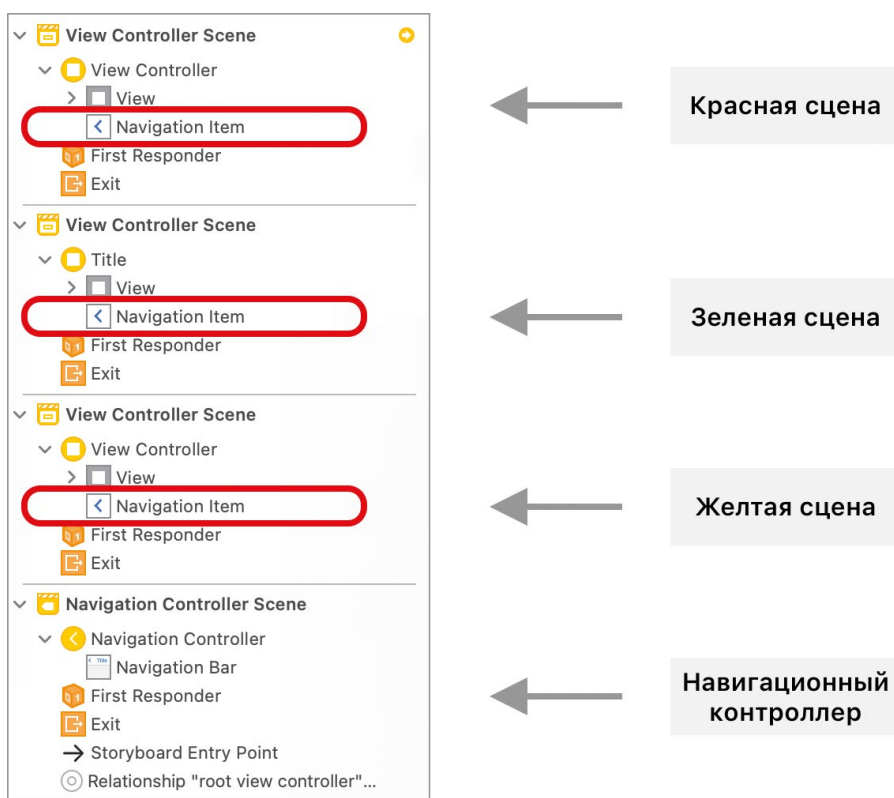 View Controller Scene
View Controller
View
Navigation Item
First Responder
Exit
Красная сцена
View Controller Scene
Title
View
Navigation Item
First Responder
Exit
Зеленая сцена
View Controller Scene
View Controller
View
Navigation Item
First Responder
Exit
Желтая сцена
Navigation Controller Scene
Navigation Controller
Navigation Bar
First Responder
Exit
Storyboard Entry Point
Relationship "root view controller"...
Навигационный
контроллер